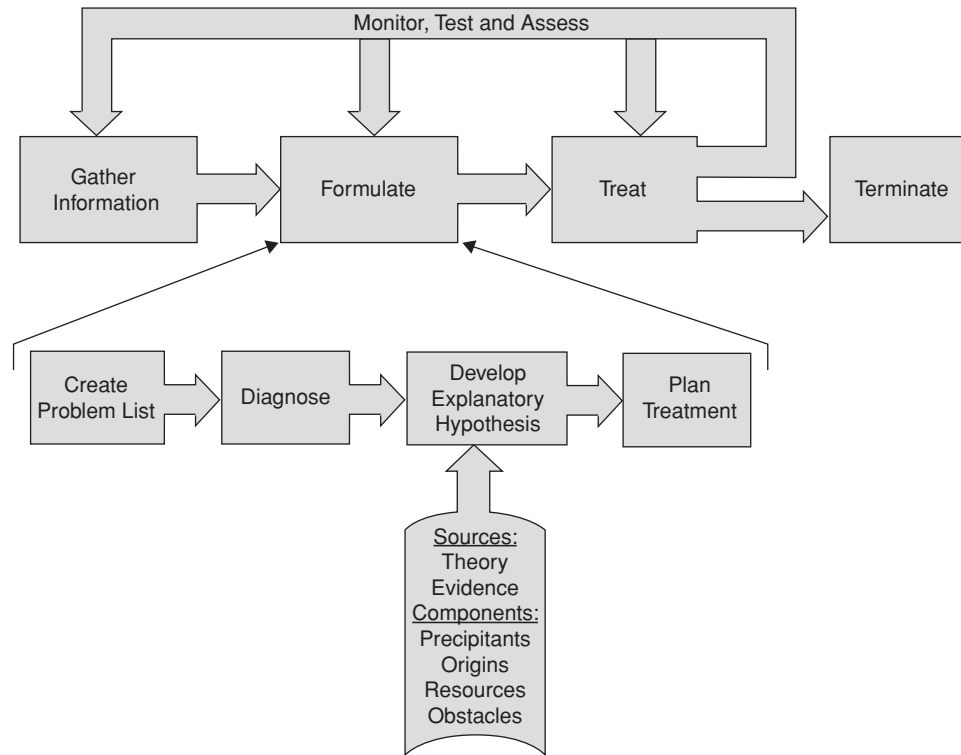 Monitor, Test and Assess
Gather
Information
Formulate
Treat
Terminate
Create
Problem List
Diagnose
Develop
Explanatory
Hypothesis
Plan
Treatment
Sources:
Theory
Evidence
Components:
Precipitants
Origins
Resources
Obstacles